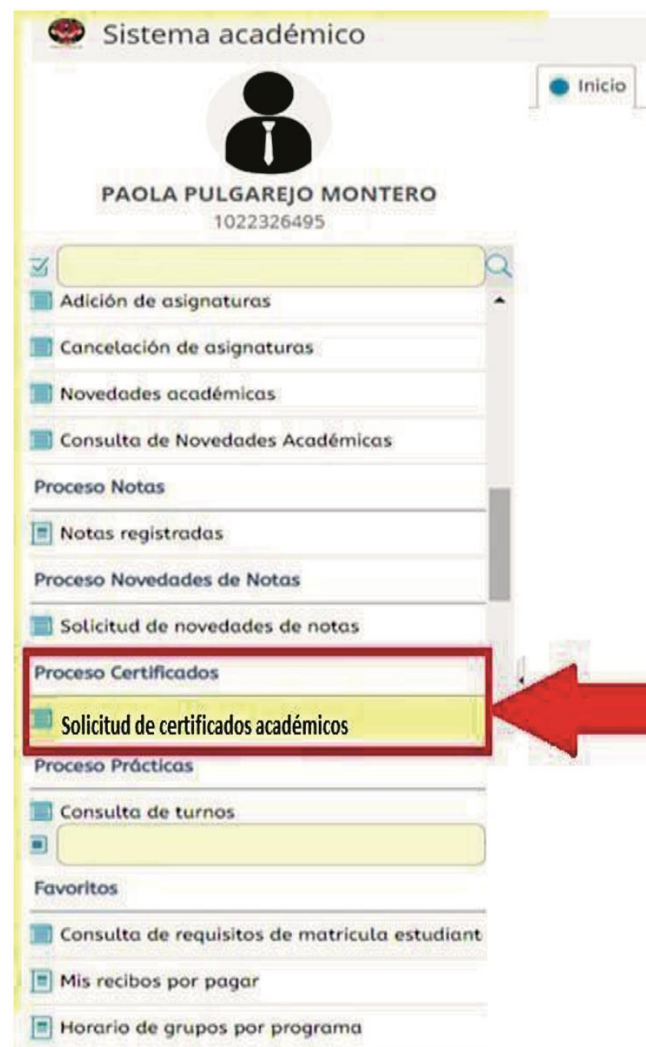 Sistema académico
Inicio
PAOLA PULGAREJO MONTERO
1022326495
Adición de asignaturas
Cancelación de asignaturas
Novedades académicas
Consulta de Novedades Académicas
Proceso Notas
Notas registradas
Proceso Novedades de Notas
Solicitud de novedades de notas
Proceso Certificados
Solicitud de certificados académicos
Proceso Prácticas
Consulta de turnos
Favoritos
Consulta de requisitos de matricula estudiant
Mis recibos por pagar
Horario de grupos por programa